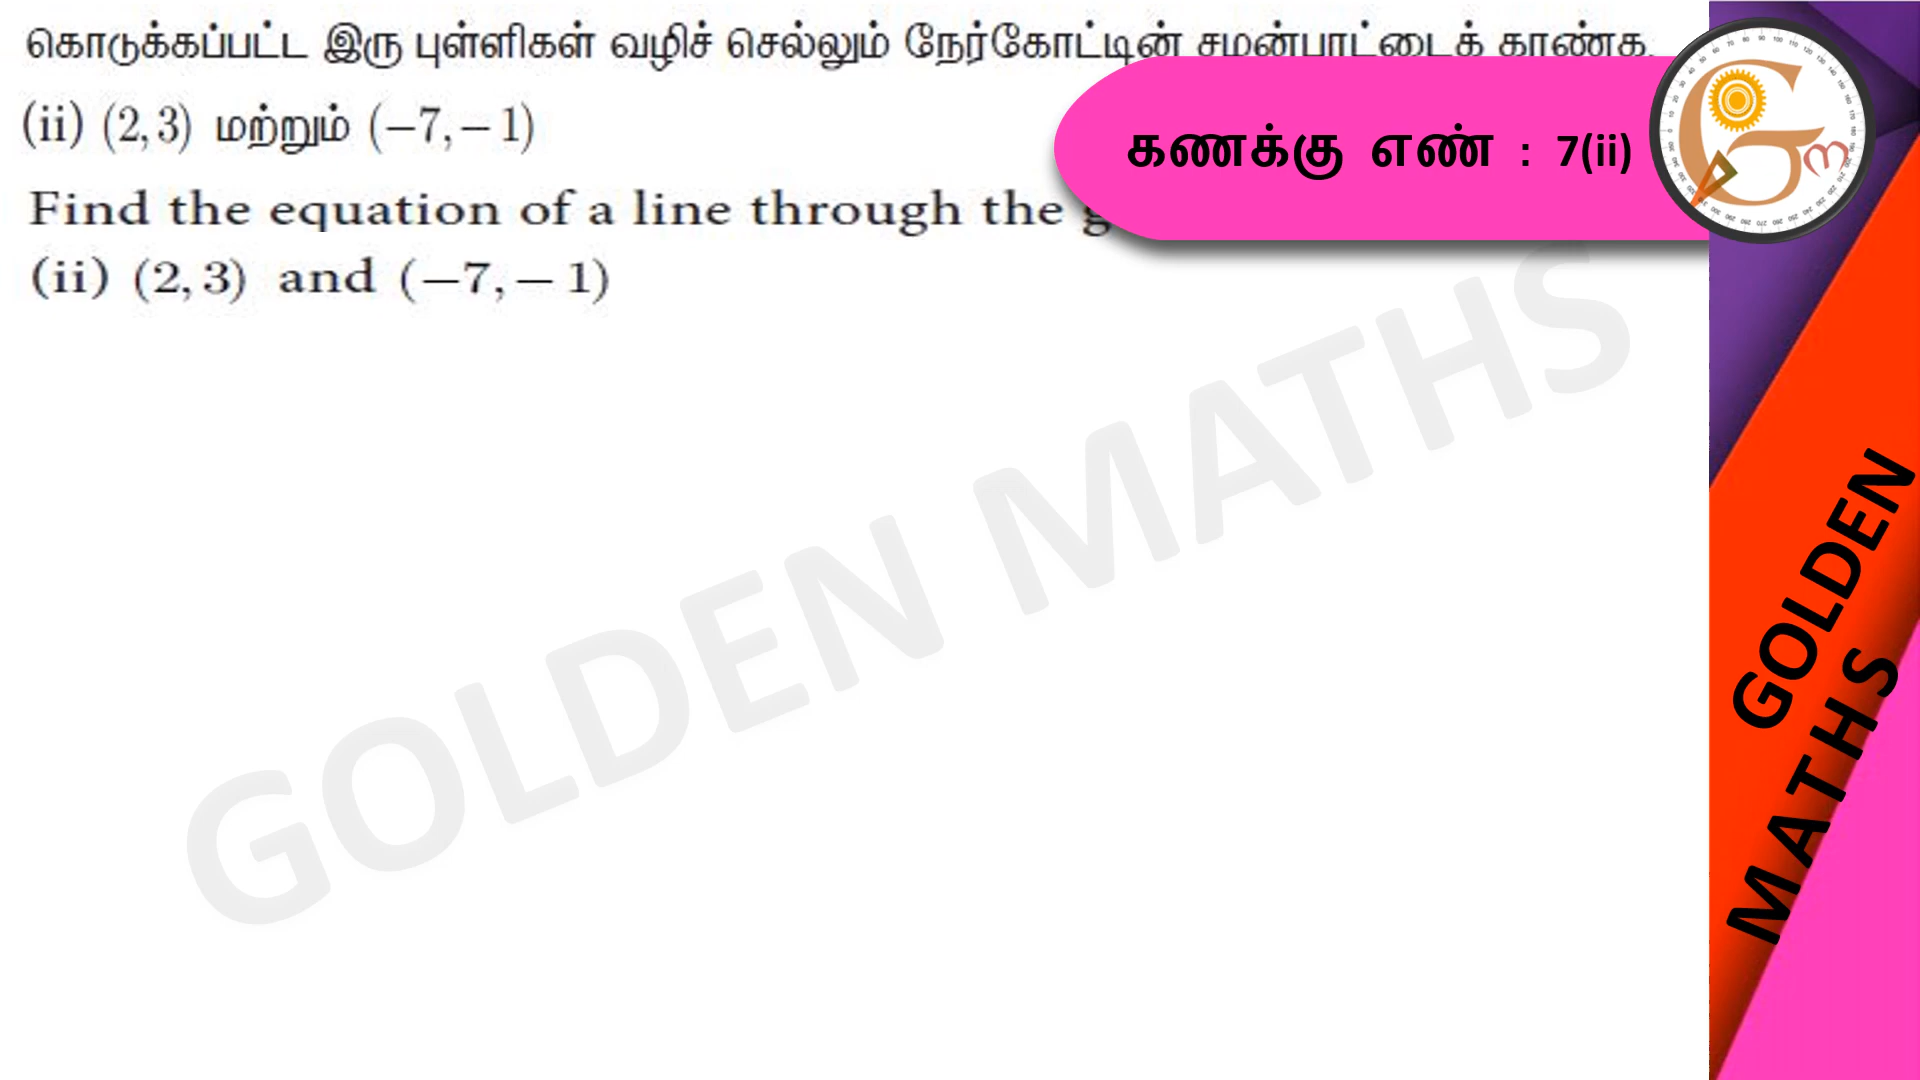 கொடுக்கப்பட்ட இரு புள்ளிகள் வழிச் செல்லும் நேர்கோட்டின் சமன்பாட்டைக் காண்க.
(ii) (2, 3) மற்றும் (−7, − 1)
கணக்கு எண் : 7(ii)
Find the equation of a line through the
(ii) (2, 3) and (−7, − 1)
GOLDEN MATHS
GOLDEN
MATHS